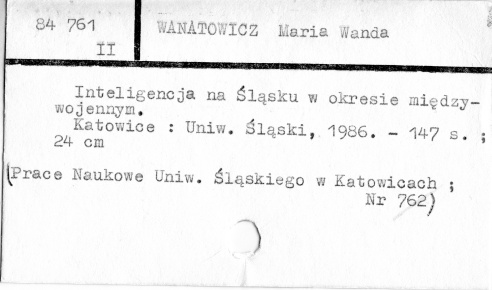 84 761 WANATOWICZ Maria Wanda
II
Inteligencja na Śląsku w okresie między-
wojennym.
Katowice : Uniw. Śląski, 1986. - 147 s. ;
24 cm
(Prace Naukowe Uniw. Śląskiego w Katowicach ;
Nr 762)